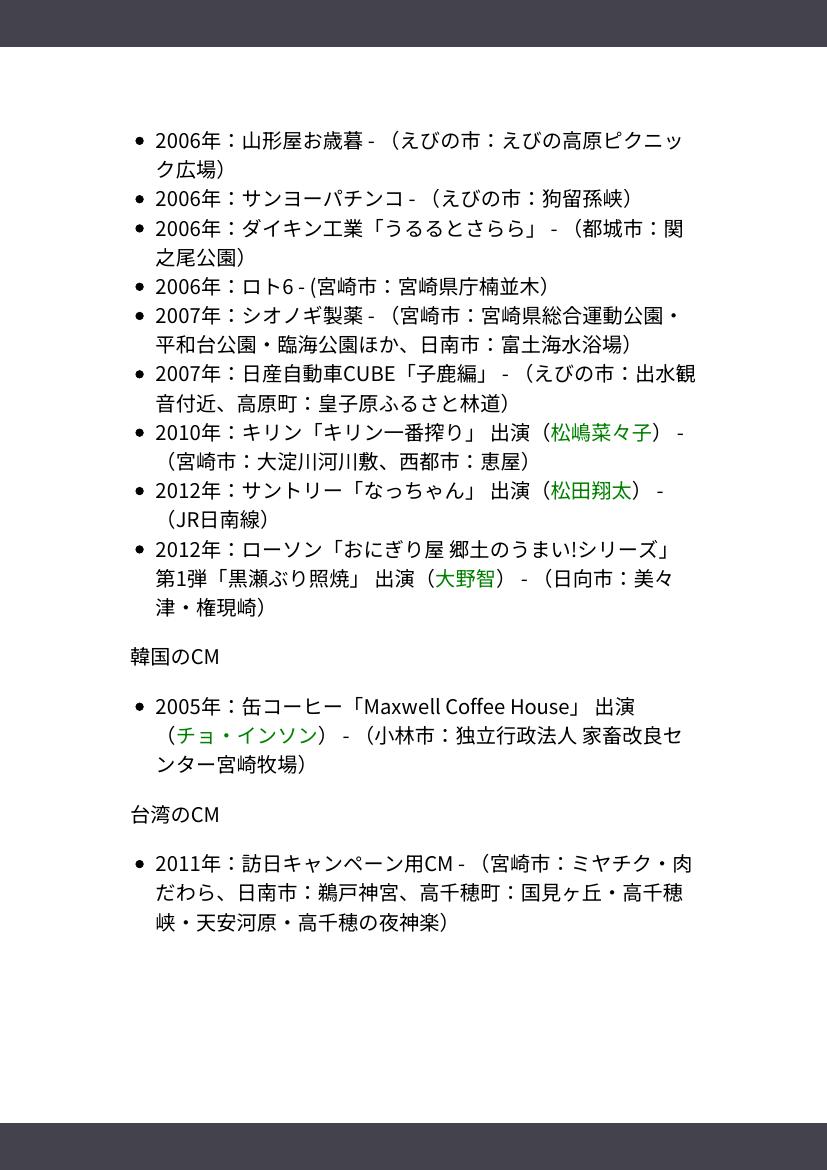 • 2006年：山形屋お歳暮 - （えびの市：えびの高原ピクニッ
ク広場）
• 2006年：サンヨーパチンコ - （えびの市：狗留孫峡）
• 2006年：ダイキン工業「うるるとさらら」 - （都城市：関
之尾公園）
• 2006年：ロト6 - (宮崎市：宮崎県庁楠並木）
• 2007年：シオノギ製薬 - （宮崎市：宮崎県総合運動公園・
平和台公園・臨海公園ほか、日南市：富土海水浴場）
• 2007年：日産自動車CUBE「子鹿編」 - （えびの市：出水観
音付近、高原町：皇子原ふるさと林道）
• 2010年：キリン「キリン一番搾り」 出演（松嶋菜々子） -
（宮崎市：大淀川河川敷、西都市：恵屋）
• 2012年：サントリー「なっちゃん」 出演（松田翔太） -
（JR日南線）
• 2012年：ローソン「おにぎり屋 郷土のうまい!シリーズ」
第1弾「黒瀬ぶり照焼」 出演（大野智） - （日向市：美々
津・権現崎）
韓国のCM
• 2005年：缶コーヒー「Maxwell Coffee House」 出演
（チョ・インソン） - （小林市：独立行政法人 家畜改良セ
ンター宮崎牧場）
台湾のCM
• 2011年：訪日キャンペーン用CM - （宮崎市：ミヤチク・肉
だわら、日南市：鵜戸神宮、高千穂町：国見ヶ丘・高千穂
峡・天安河原・高千穂の夜神楽）